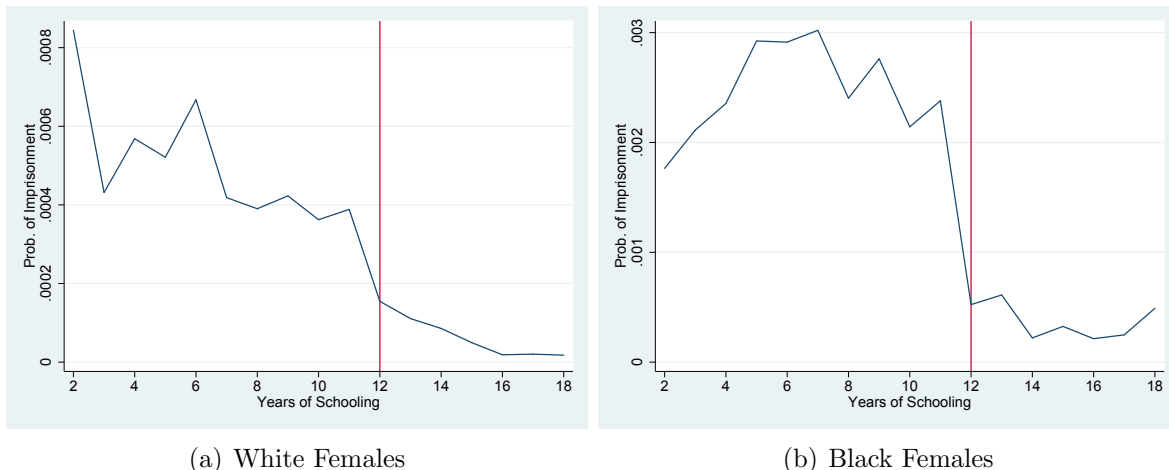 Prob. of Imprisonment
0 .0002 .0004 .0006 .0008
2 4 6 8 10 12 14 16 18
Years of Schooling
(a) White Females
Prob. of Imprisonment
0 .001 .002 .003
2 4 6 8 10 12 14 16 18
Years of Schooling
(b) Black Females